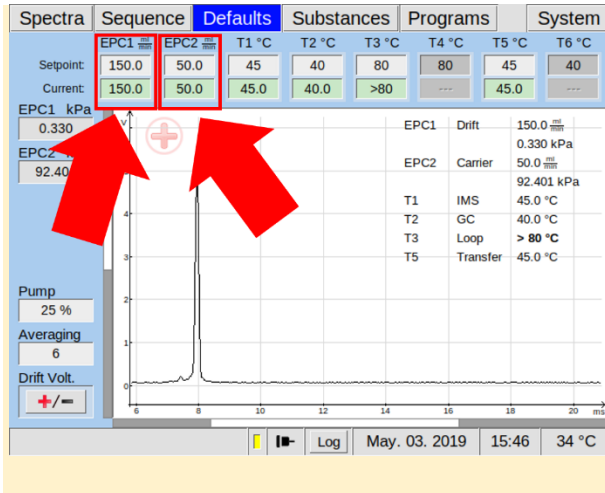 Spectra Sequence Defaults Substances Programs System
EPC1 ml/min EPC2 ml/min T1 °C T2 °C T3 °C T4 °C T5 °C T6 °C
Setpoint: 150.0 50.0 45 40 80 80 45 40
Current: 150.0 50.0 45.0 40.0 >80 --- 45.0 ---
EPC1 kPa
0.330
EPC2
92.40
V
EPC1 Drift 150.0 ml/min
0.330 kPa
EPC2 Carrier 50.0 ml/min
92.401 kPa
T1 IMS 45.0 °C
T2 GC 40.0 °C
T3 Loop > 80 °C
T5 Transfer 45.0 °C
4
3
2
1
0
Pump
25 %
Averaging
6
Drift Volt.
+/-
6 8 10 12 14 16 18 20 ms
Log May. 03. 2019 15:46 34 °C